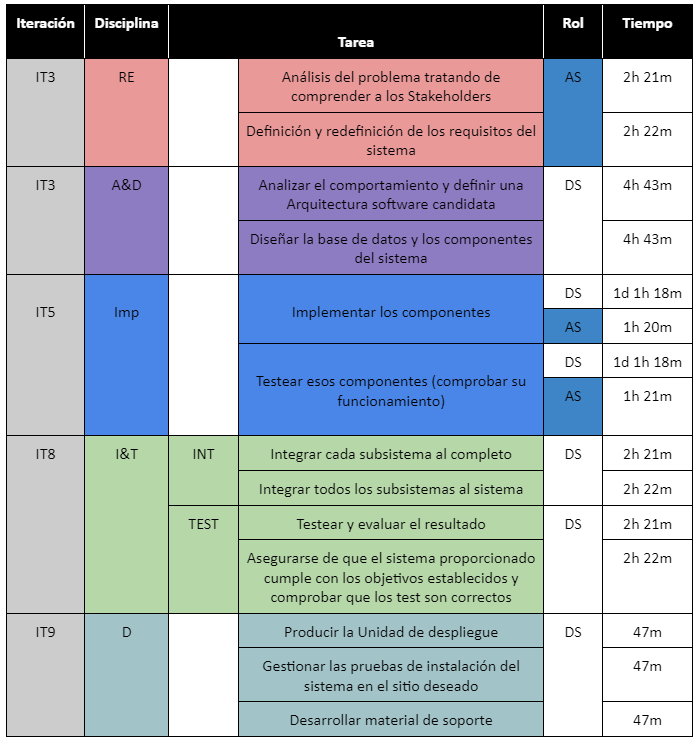 Iteración Disciplina Tarea Rol Tiempo
IT3 RE Análisis del problema tratando de AS 2h 21m
comprender a los Stakeholders
Definición y redefinición de los requisitos del 2h 22m
sistema
IT3 A&D Analizar el comportamiento y definir una DS 4h 43m
Arquitectura software candidata
Diseñar la base de datos y los componentes 4h 43m
del sistema
IT5 Imp Implementar los componentes DS 1d 1h 18m
AS 1h 20m
Testear esos componentes (comprobar su DS 1d 1h 18m
funcionamiento) AS 1h 21m
IT8 I&T INT Integrar cada subsistema al completo DS 2h 21m
Integrar todos los subsistemas al sistema 2h 22m
TEST Testear y evaluar el resultado DS 2h 21m
Asegurarse de que el sistema proporcionado 2h 22m
cumple con los objetivos establecidos y
comprobar que los test son correctos
IT9 D Producir la Unidad de despliegue DS 47m
Gestionar las pruebas de instalación del 47m
sistema en el sitio deseado
Desarrollar material de soporte 47m